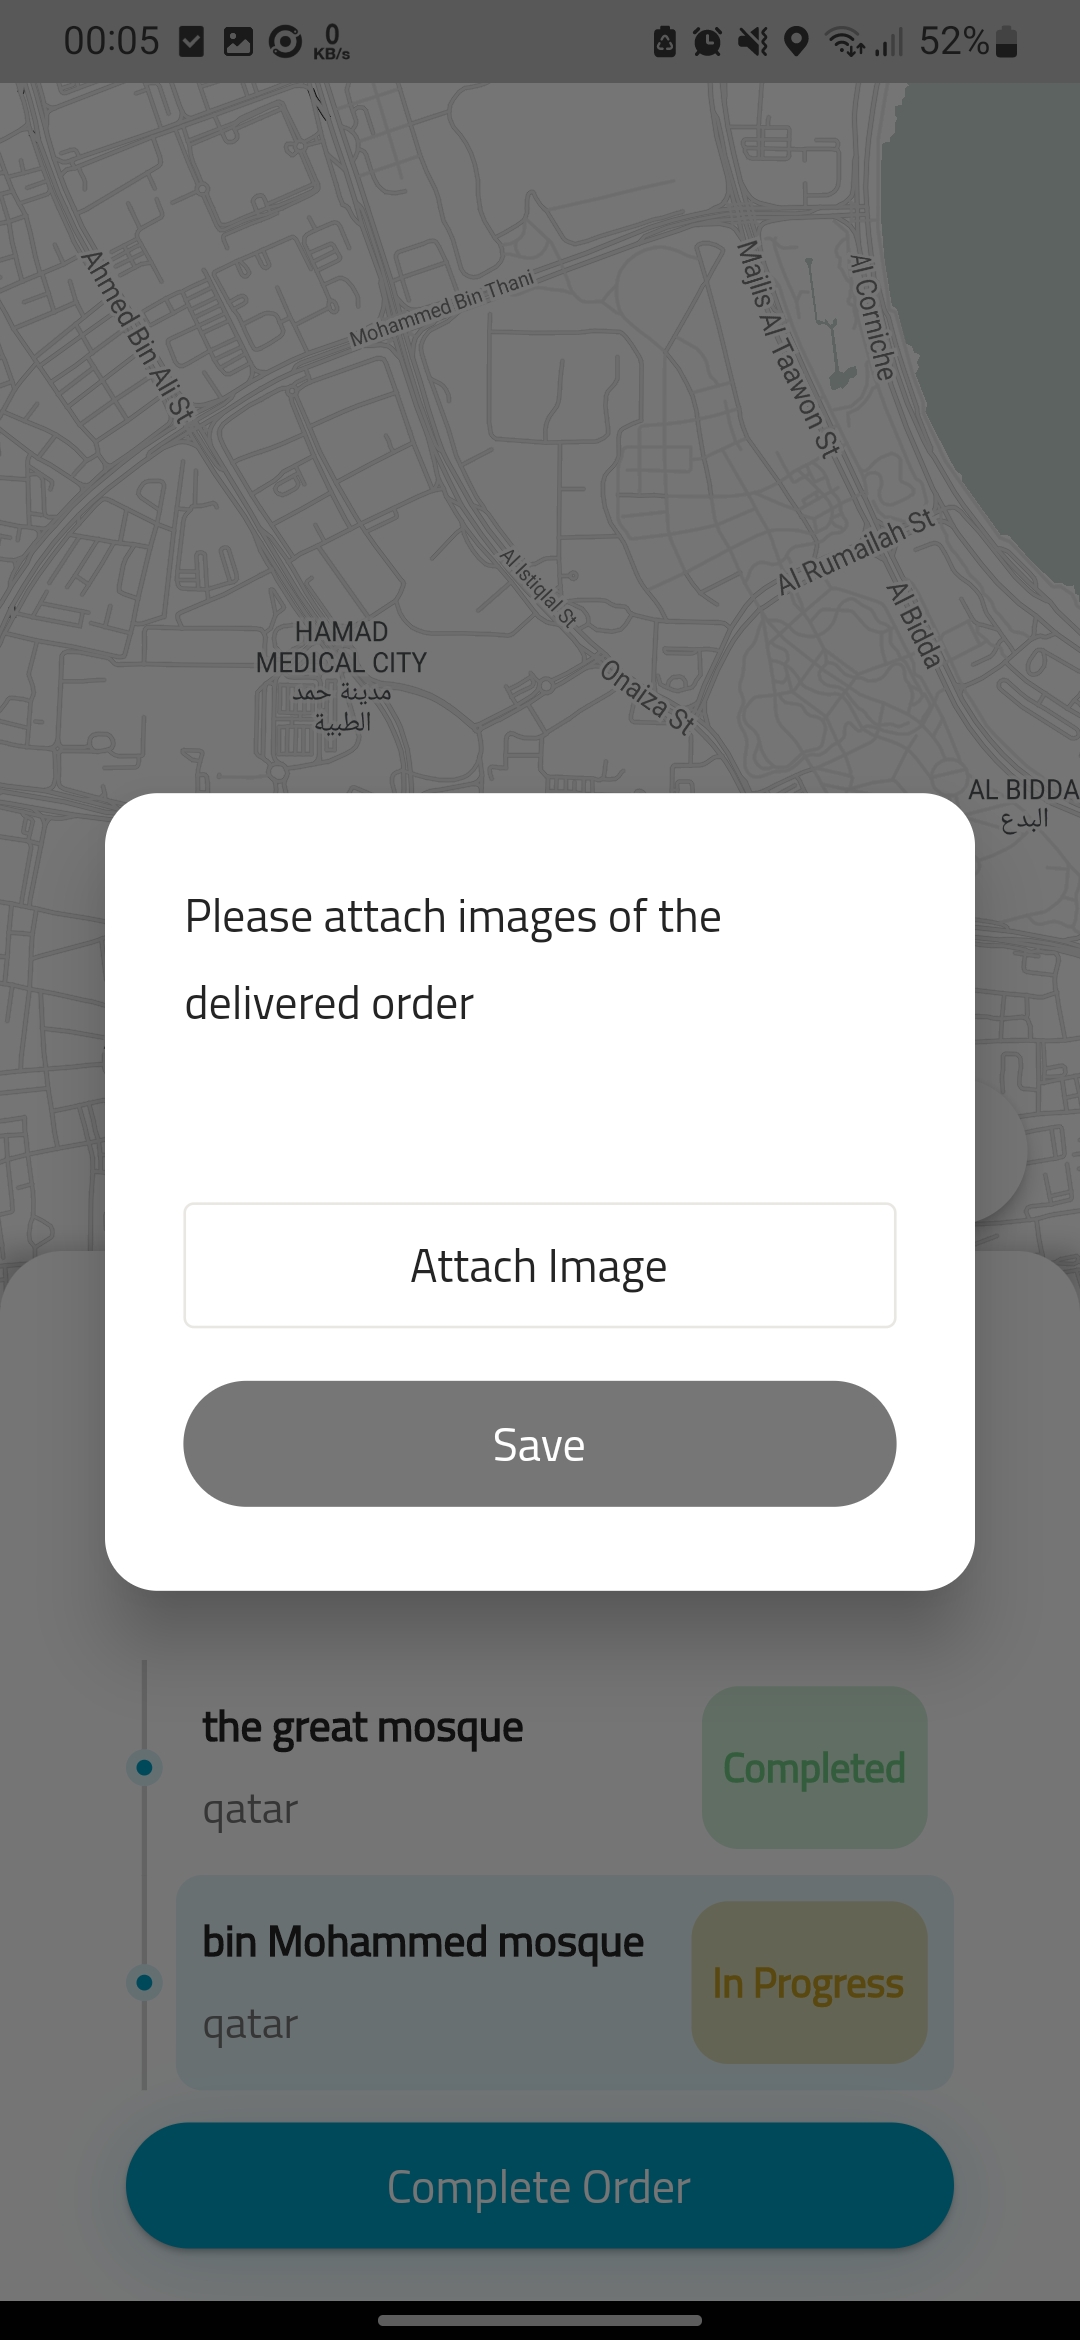 00:05
0
KB/s
52%
Ahmed Bin Ali St
Mohammed Bin Thani
Majlis Al Taawon St
Al Corniche
Al Rumailah St
Al Istiqlal St
Al Bidda
HAMAD
MEDICAL CITY
مدينة حمد
الطبية
Onaiza St
AL BIDDA
البدع
Please attach images of the
delivered order
Attach Image
Save
the great mosque
Completed
qatar
bin Mohammed mosque
In Progress
qatar
Complete Order